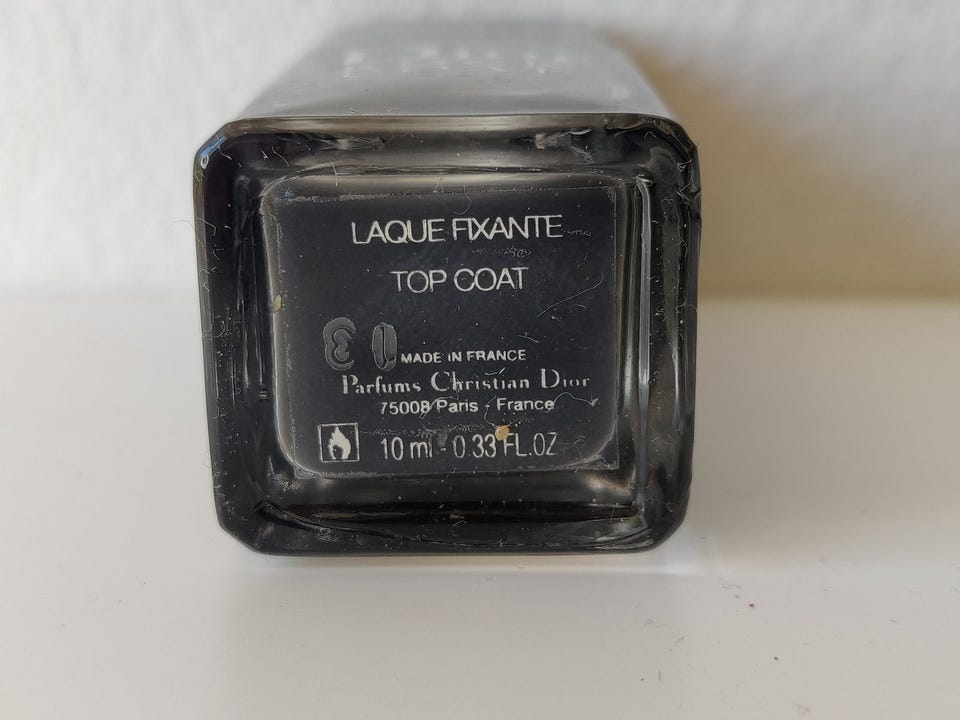 LAQUE FIXANTE
TOP COAT
MADE IN FRANCE
Parfums Christian Dior
75008 Paris - France
10 ml - 0.33 FL.OZ